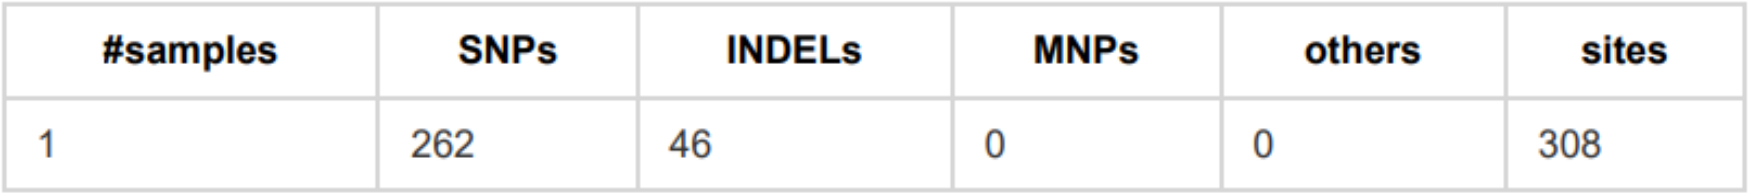 #samples SNPs INDELs MNPs others sites
1 262 46 0 0 308